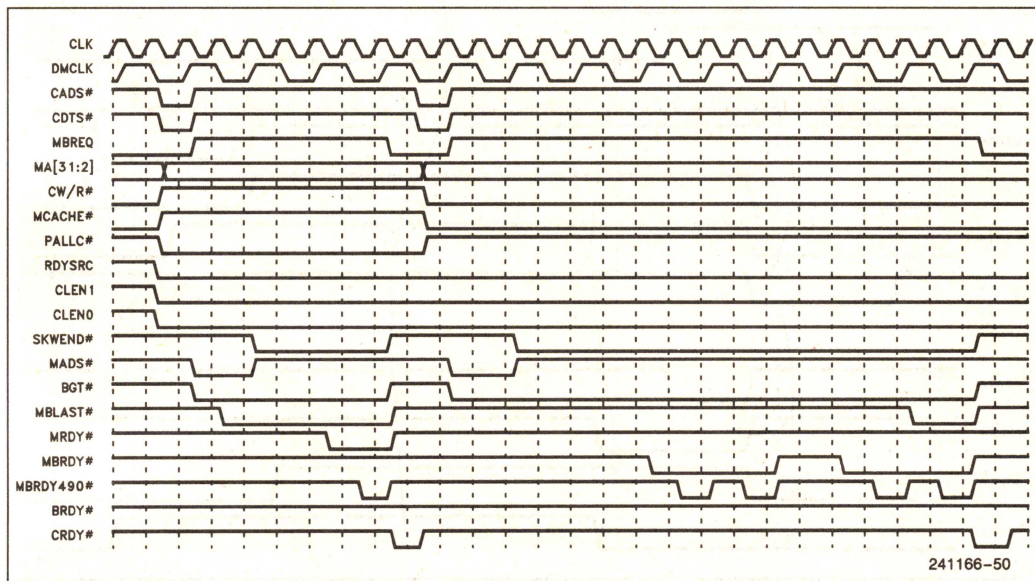 CLK
DMCLK
CADS#
CDTS#
MBREQ
MA[31:2]
CW/R#
MCACHE#
PALLC#
RDYSRC
CLEN1
CLEN0
SKWEND#
MADS#
BGT#
MBLAST#
MRDY#
MBRDY#
MBRDY490#
BRDY#
CRDY#
241166-50